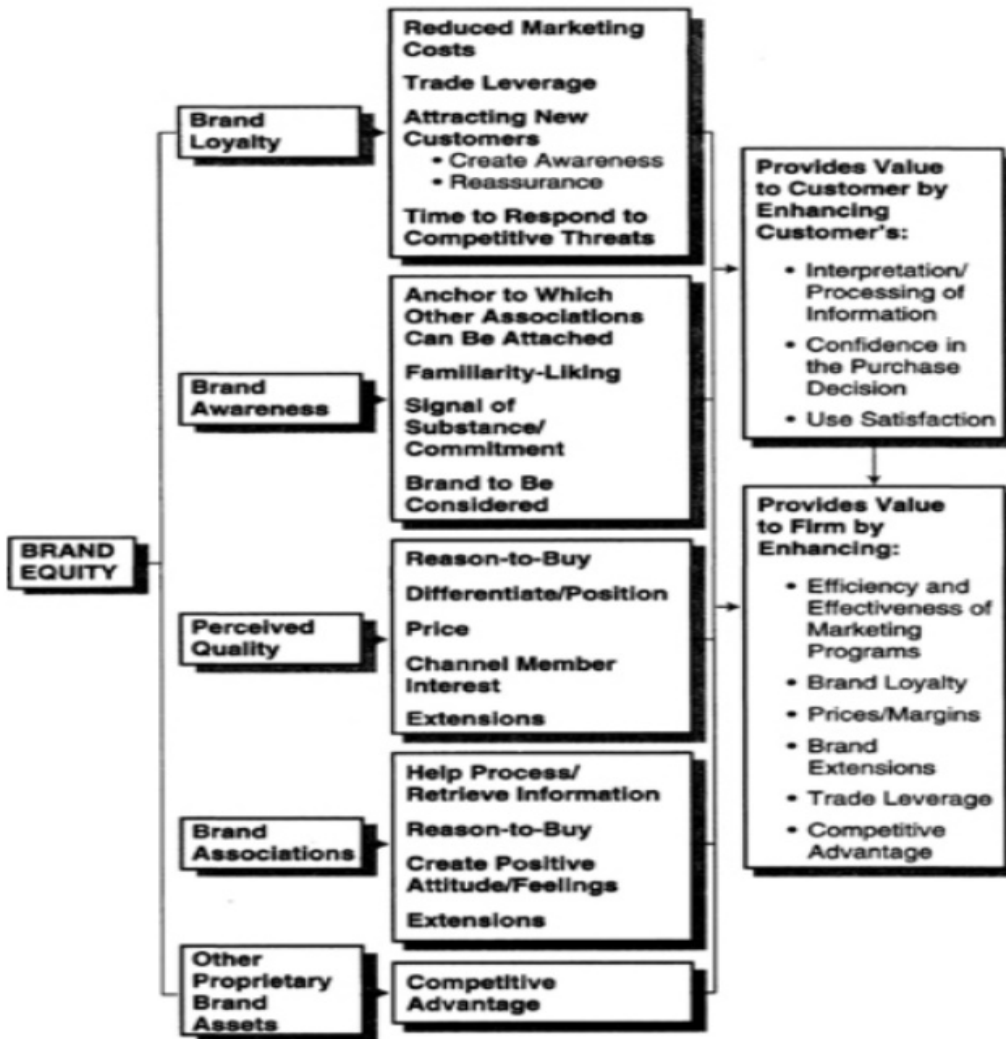 BRAND
EQUITY
Brand
Loyalty
Reduced Marketing
Costs
Trade Leverage
Attracting New
Customers
• Create Awareness
• Reassurance
Time to Respond to
Competitive Threats
Brand
Awareness
Anchor to Which
Other Associations
Can Be Attached
Familiarity-Liking
Signal of
Substance/
Commitment
Brand to Be
Considered
Perceived
Quality
Reason-to-Buy
Differentiate/Position
Price
Channel Member
Interest
Extensions
Brand
Associations
Help Process/
Retrieve Information
Reason-to-Buy
Create Positive
Attitude/Feelings
Extensions
Other
Proprietary
Brand
Assets
Competitive
Advantage
Provides Value
to Customer by
Enhancing
Customer's:
• Interpretation/
Processing of
Information
• Confidence in
the Purchase
Decision
• Use Satisfaction
Provides Value
to Firm by
Enhancing:
• Efficiency and
Effectiveness of
Marketing
Programs
• Brand Loyalty
• Prices/Margins
• Brand
Extensions
• Trade Leverage
• Competitive
Advantage